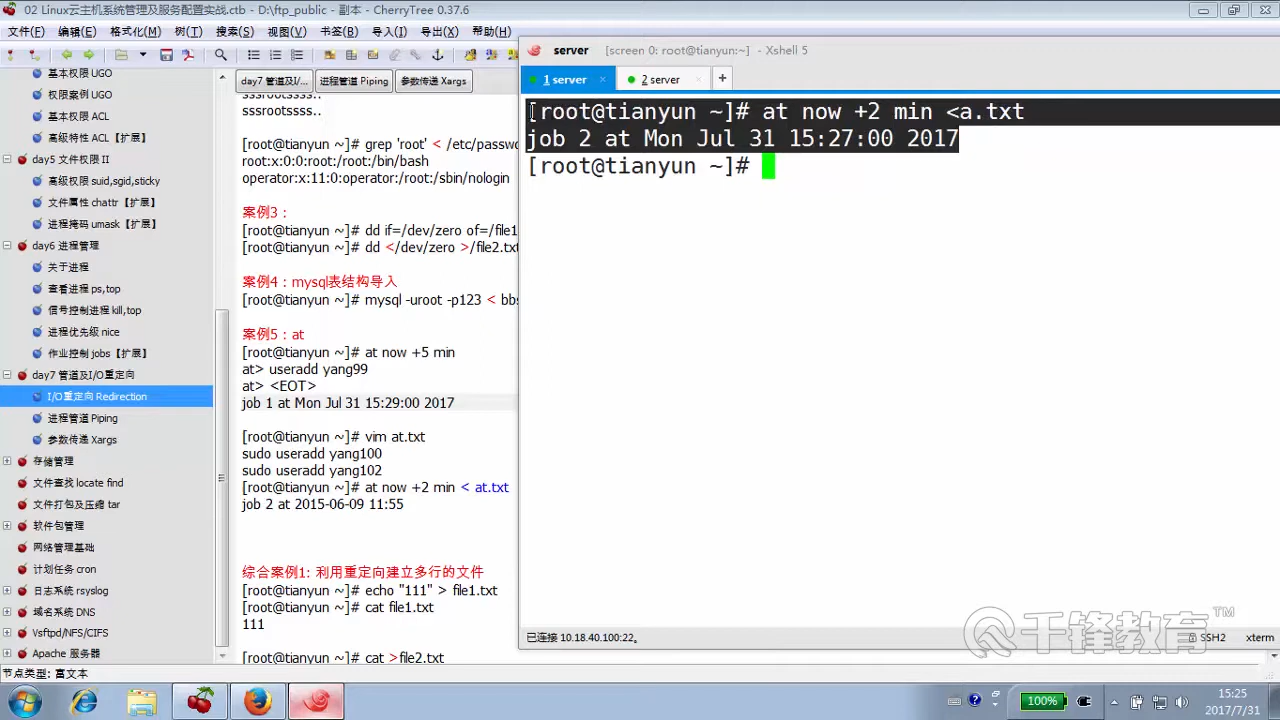 02 Linux云主机系统管理及服务配置实战.ctb - D:\ftp_public - 副本 - CherryTree 0.37.6
文件(F) 编辑(E) 格式化(M) 树(T) 搜索(S) 视图(V) 书签(B) 导入(I) 导出(X) 帮助(H)
基本权限 UGO
权限案例 UGO
基本权限 ACL
高级特性 ACL【扩展】
day5 文件权限 II
高级权限 suid,sgid,sticky
文件属性 chattr【扩展】
进程掩码 umask【扩展】
day6 进程管理
关于进程
查看进程 ps,top
信号控制进程 kill,top
进程优先级 nice
作业控制 jobs【扩展】
day7 管道及I/O重定向
I/O重定向 Redirection
进程管道 Piping
参数传递 Xargs
存储管理
文件查找 locate find
文件打包及压缩 tar
软件包管理
网络管理基础
计划任务 cron
日志系统 rsyslog
域名系统 DNS
Vsftpd/NFS/CIFS
Apache 服务器
节点类型: 富文本
day7 管道及I/... 进程管道 Piping 参数传递 Xargs
sssrootssss..
sssrootssss..
[root@tianyun ~]# grep 'root' < /etc/passw
root:x:0:0:root:/root:/bin/bash
operator:x:11:0:operator:/root:/sbin/nologin
案例3：
[root@tianyun ~]# dd if=/dev/zero of=/file1
[root@tianyun ~]# dd </dev/zero >/file2.txt
案例4：mysql表结构导入
[root@tianyun ~]# mysql -uroot -p123 < bb
案例5：at
[root@tianyun ~]# at now +5 min
at> useradd yang99
at> <EOT>
job 1 at Mon Jul 31 15:29:00 2017
[root@tianyun ~]# vim at.txt
sudo useradd yang100
sudo useradd yang102
[root@tianyun ~]# at now +2 min < at.txt
job 2 at 2015-06-09 11:55
综合案例1: 利用重定向建立多行的文件
[root@tianyun ~]# echo "111" > file1.txt
[root@tianyun ~]# cat file1.txt
111
[root@tianyun ~]# cat >file2.txt
server [screen 0: root@tianyun:~] - Xshell 5
1 server × 2 server × +
[root@tianyun ~]# at now +2 min <a.txt
job 2 at Mon Jul 31 15:27:00 2017
[root@tianyun ~]#
千锋教育™
已连接 10.18.40.100:22。 SSH2 xterm
100% 15:25
2017/7/31